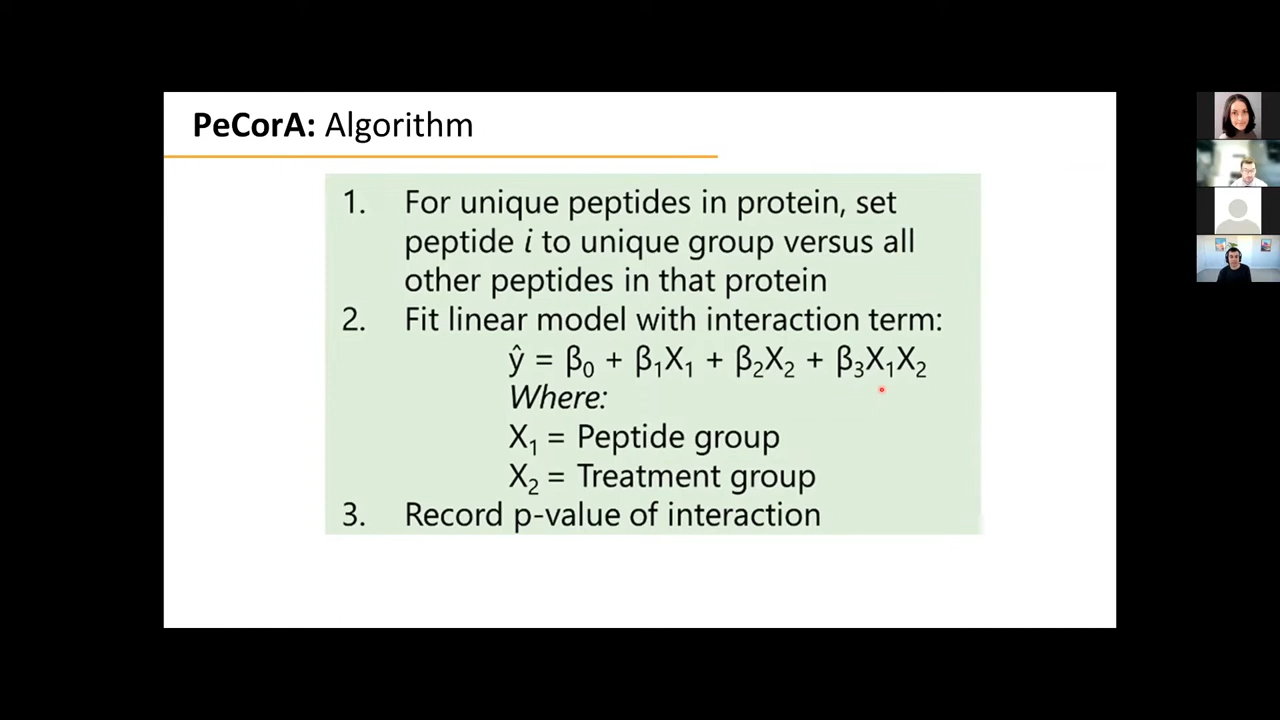 PeCorA: Algorithm
1. For unique peptides in protein, set
peptide i to unique group versus all
other peptides in that protein
2. Fit linear model with interaction term:
ŷ = β₀ + β₁X₁ + β₂X₂ + β₃X₁X₂
Where:
X₁ = Peptide group
X₂ = Treatment group
3. Record p-value of interaction